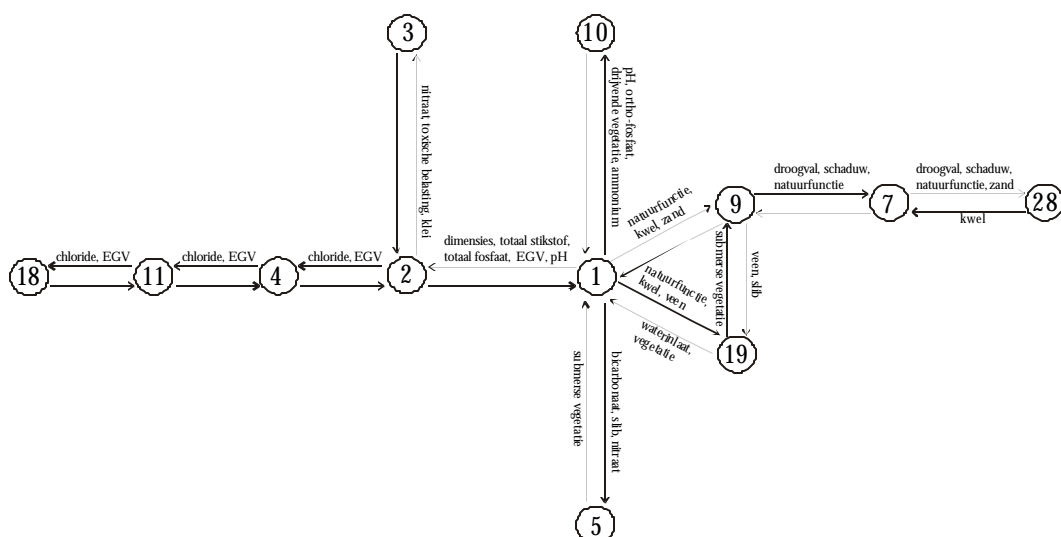 3
10
nitraat, toxische belasting, klei
pH, ortho-fosfaat,
drijvende vegetatie, ammonium
natuurfunctie,
kwel, zand
9
droogval, schaduw,
natuurfunctie
7
droogval, schaduw,
natuurfunctie, zand
28
kwel
18
chloride, EGV
11
chloride, EGV
4
chloride, EGV
2
dimensies, totaal stikstof,
totaal fosfaat, EGV, pH
1
natuurfunctie,
kwel, veen
submerse vegetatie
veen, slib
waterinlaat,
vegetatie
19
submerse vegetatie
bicarbonaat, slib, nitraat
5